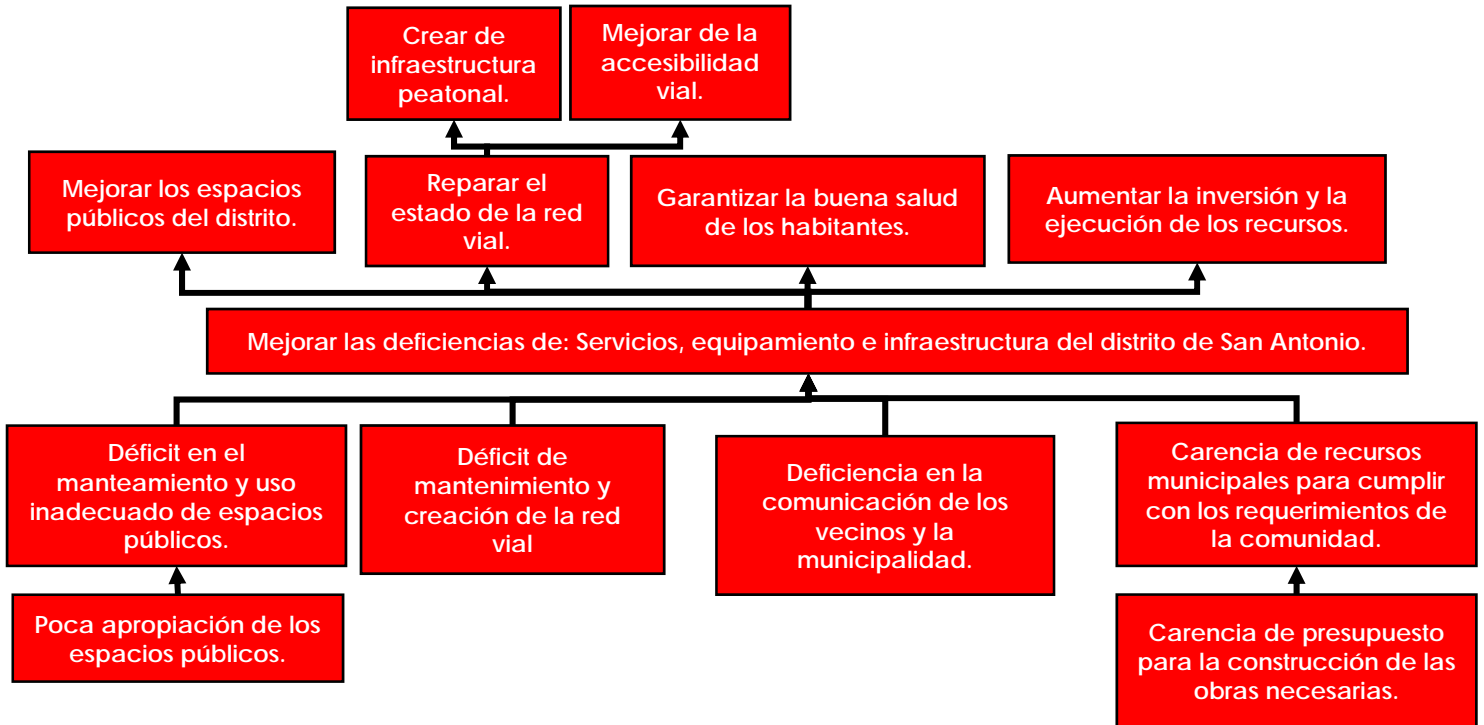 Crear de
infraestructura
peatonal.
Mejorar de la
accesibilidad
vial.
Mejorar los espacios
públicos del distrito.
Reparar el
estado de la red
vial.
Garantizar la buena salud
de los habitantes.
Aumentar la inversión y la
ejecución de los recursos.
Mejorar las deficiencias de: Servicios, equipamiento e infraestructura del distrito de San Antonio.
Déficit en el
manteamiento y uso
inadecuado de espacios
públicos.
Déficit de
mantenimiento y
creación de la red
vial
Deficiencia en la
comunicación de los
vecinos y la
municipalidad.
Carencia de recursos
municipales para cumplir
con los requerimientos de
la comunidad.
Poca apropiación de los
espacios públicos.
Carencia de presupuesto
para la construcción de las
obras necesarias.